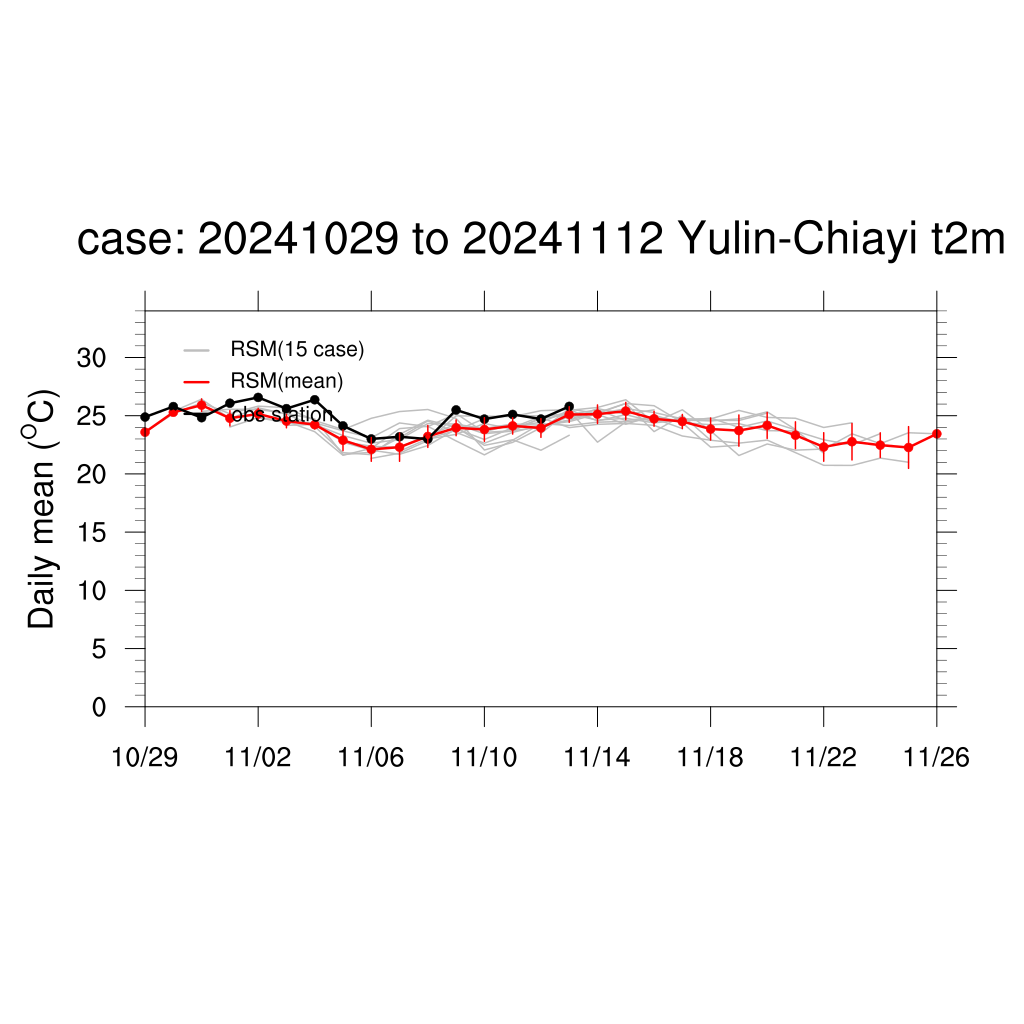 case: 20241029 to 20241112 Yulin-Chiayi t2m
RSM(15 case)
RSM(mean)
obs station
Daily mean (OC)
30
25
20
15
10
5
0
10/29 11/02 11/06 11/10 11/14 11/18 11/22 11/26